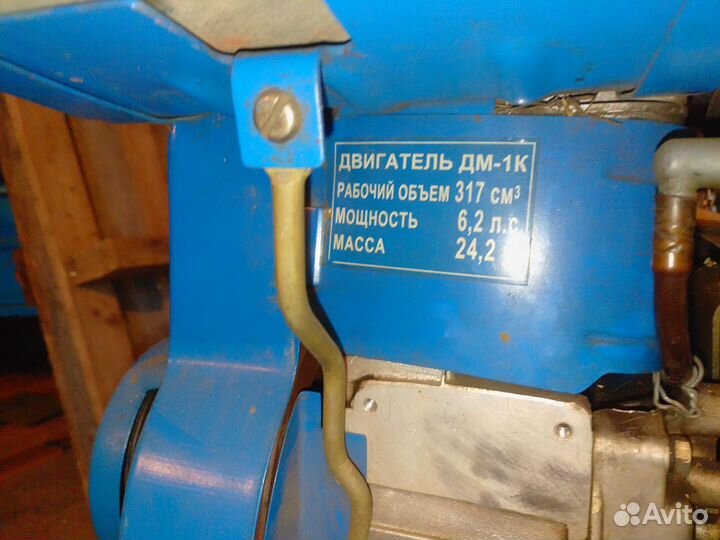 ДВИГАТЕЛЬ ДМ-1К
РАБОЧИЙ ОБЪЕМ 317 см³
МОЩНОСТЬ 6,2 л.с.
МАССА 24,2
Avito